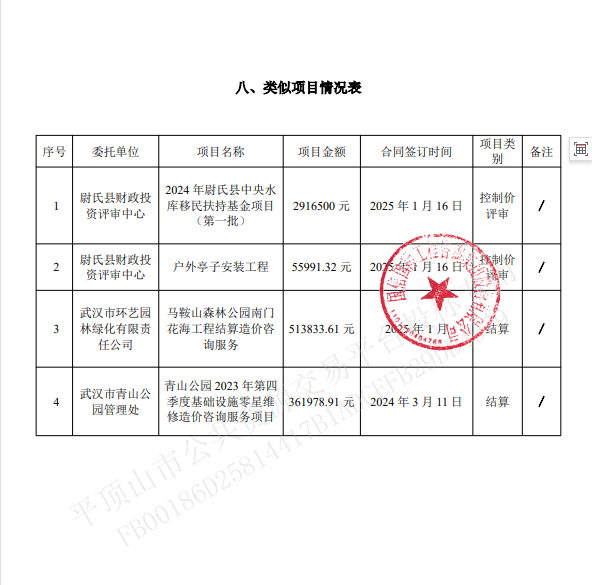 八、类似项目情况表
序号 委托单位 项目名称 项目金额 合同签订时间 项目类别 备注
1 尉氏县财政投资评审中心 2024 年尉氏县中央水库移民扶持基金项目（第一批） 2916500 元 2025 年 1 月 16 日 控制价评审 /
2 尉氏县财政投资评审中心 户外亭子安装工程 55991.32 元 2025 年 1 月 16 日 控制价评审 /
3 武汉市环艺园林绿化有限责任公司 马鞍山森林公园南门花海工程结算造价咨询服务 513833.61 元 2025 年 1 月 结算 /
4 武汉市青山公园管理处 青山公园 2023 年第四季度基础设施零星维修造价咨询服务项目 361978.91 元 2024 年 3 月 11 日 结算 /
平顶山市公共资源交易平台投标
FB00186D25814417B1